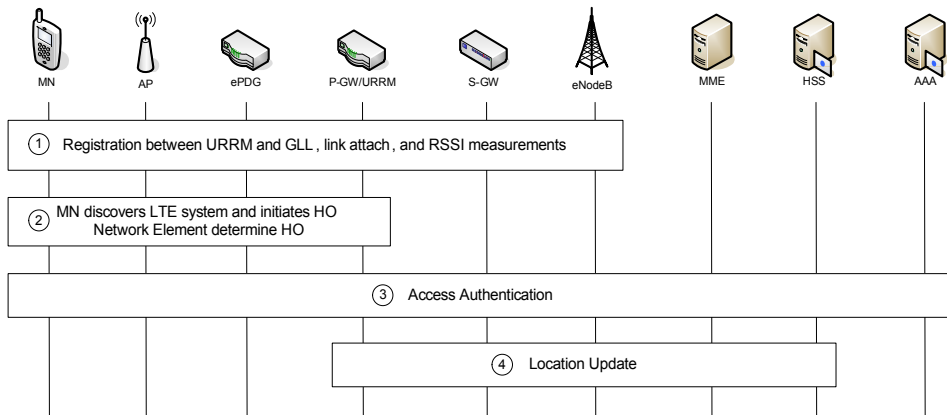 MN
AP
ePDG
P-GW/URRM
S-GW
eNodeB
MME
HSS
AAA
1 Registration between URRM and GLL , link attach , and RSSI measurements
2 MN discovers LTE system and initiates HO
Network Element determine HO
3 Access Authentication
4 Location Update